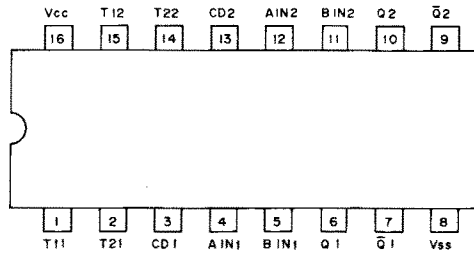 Vcc T12 T22 CD2 AIN2 BIN2 Q2 Q̅2
16 15 14 13 12 11 10 9
1 2 3 4 5 6 7 8
T11 T21 CD1 AIN1 BIN1 Q1 Q̅1 Vss